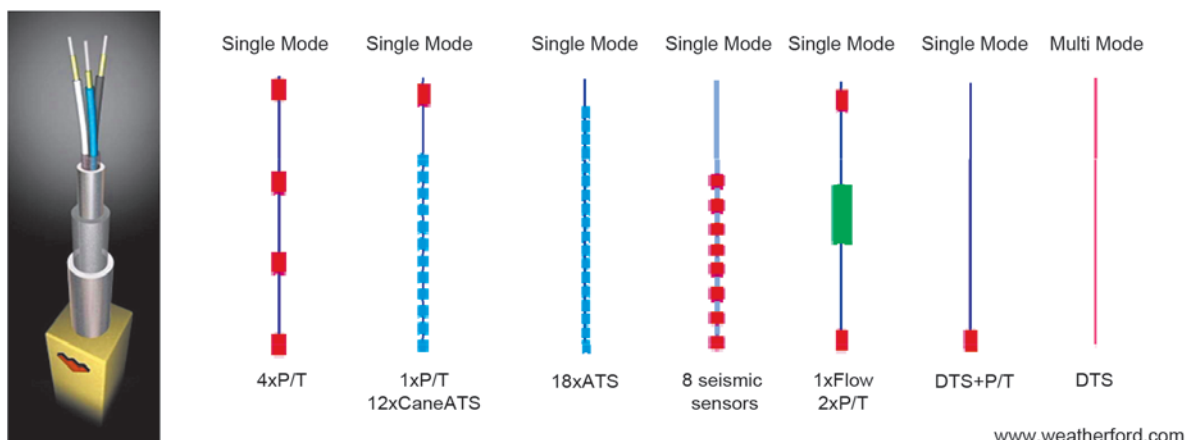 Single Mode
Single Mode
Single Mode
Single Mode
Single Mode
Single Mode
Multi Mode
4xP/T
1xP/T
12xCaneATS
18xATS
8 seismic
sensors
1xFlow
2xP/T
DTS+P/T
DTS
www.weatherford.com